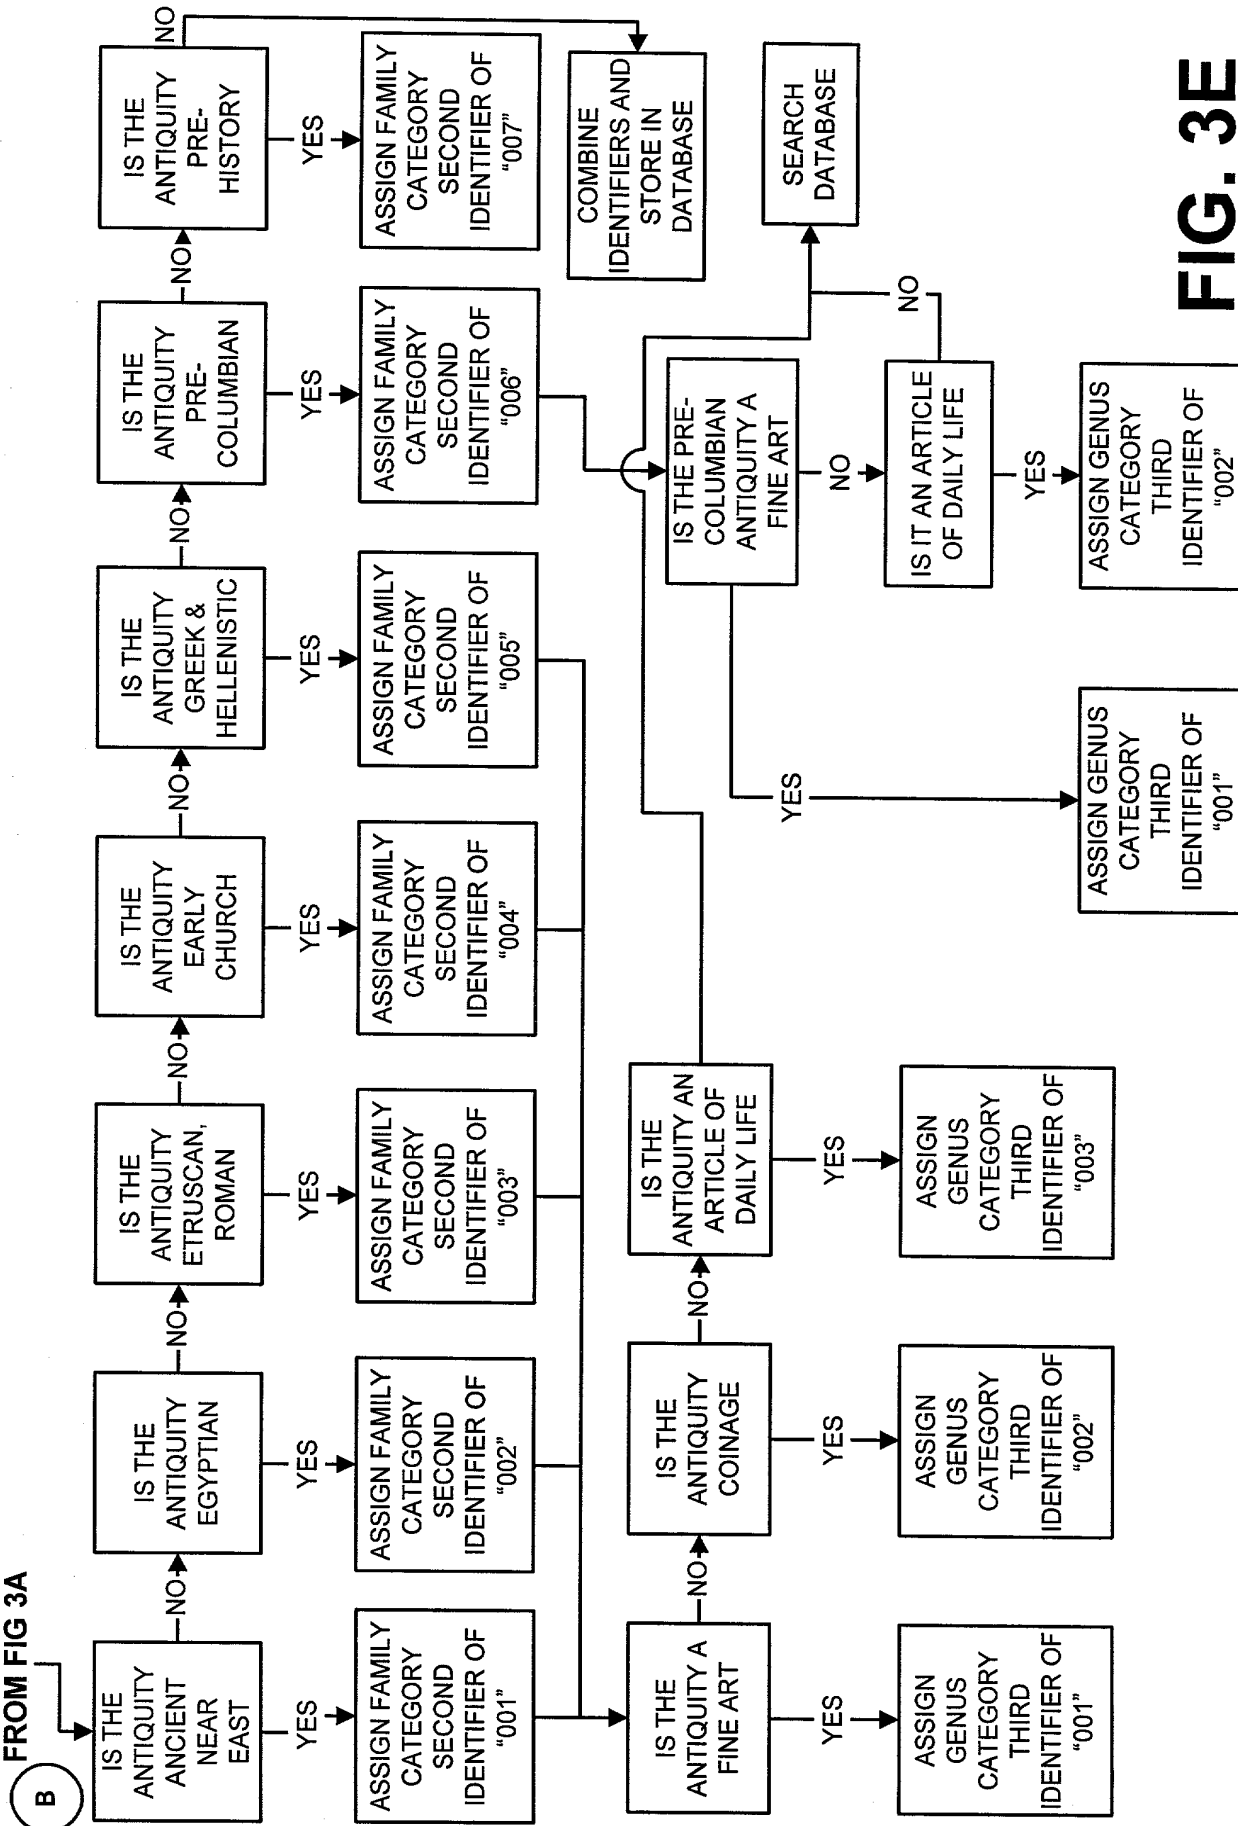 FROM FIG 3A
B
IS THE
ANTIQUITY
ANCIENT
NEAR
EAST
NO
IS THE
ANTIQUITY
EGYPTIAN
NO
IS THE
ANTIQUITY
ETRUSCAN,
ROMAN
NO
IS THE
ANTIQUITY
EARLY
CHURCH
NO
IS THE
ANTIQUITY
GREEK &
HELLENISTIC
NO
IS THE
ANTIQUITY
PRE-
COLUMBIAN
NO
IS THE
ANTIQUITY
PRE-
HISTORY
NO
YES
YES
YES
YES
YES
YES
YES
ASSIGN FAMILY
CATEGORY
SECOND
IDENTIFIER OF
"001"
ASSIGN FAMILY
CATEGORY
SECOND
IDENTIFIER OF
"002"
ASSIGN FAMILY
CATEGORY
SECOND
IDENTIFIER OF
"003"
ASSIGN FAMILY
CATEGORY
SECOND
IDENTIFIER OF
"004"
ASSIGN FAMILY
CATEGORY
SECOND
IDENTIFIER OF
"005"
ASSIGN FAMILY
CATEGORY
SECOND
IDENTIFIER OF
"006"
ASSIGN FAMILY
CATEGORY
SECOND
IDENTIFIER OF
"007"
COMBINE
IDENTIFIERS AND
STORE IN
DATABASE
IS THE
ANTIQUITY A
FINE ART
NO
IS THE
ANTIQUITY
COINAGE
NO
IS THE
ANTIQUITY AN
ARTICLE OF
DAILY LIFE
IS THE PRE-
COLUMBIAN
ANTIQUITY A
FINE ART
SEARCH
DATABASE
YES
YES
YES
YES
NO
NO
IS IT AN ARTICLE
OF DAILY LIFE
YES
ASSIGN
GENUS
CATEGORY
THIRD
IDENTIFIER OF
"001"
ASSIGN
GENUS
CATEGORY
THIRD
IDENTIFIER OF
"002"
ASSIGN
GENUS
CATEGORY
THIRD
IDENTIFIER OF
"003"
ASSIGN GENUS
CATEGORY
THIRD
IDENTIFIER OF
"001"
ASSIGN GENUS
CATEGORY
THIRD
IDENTIFIER OF
"002"
FIG. 3E